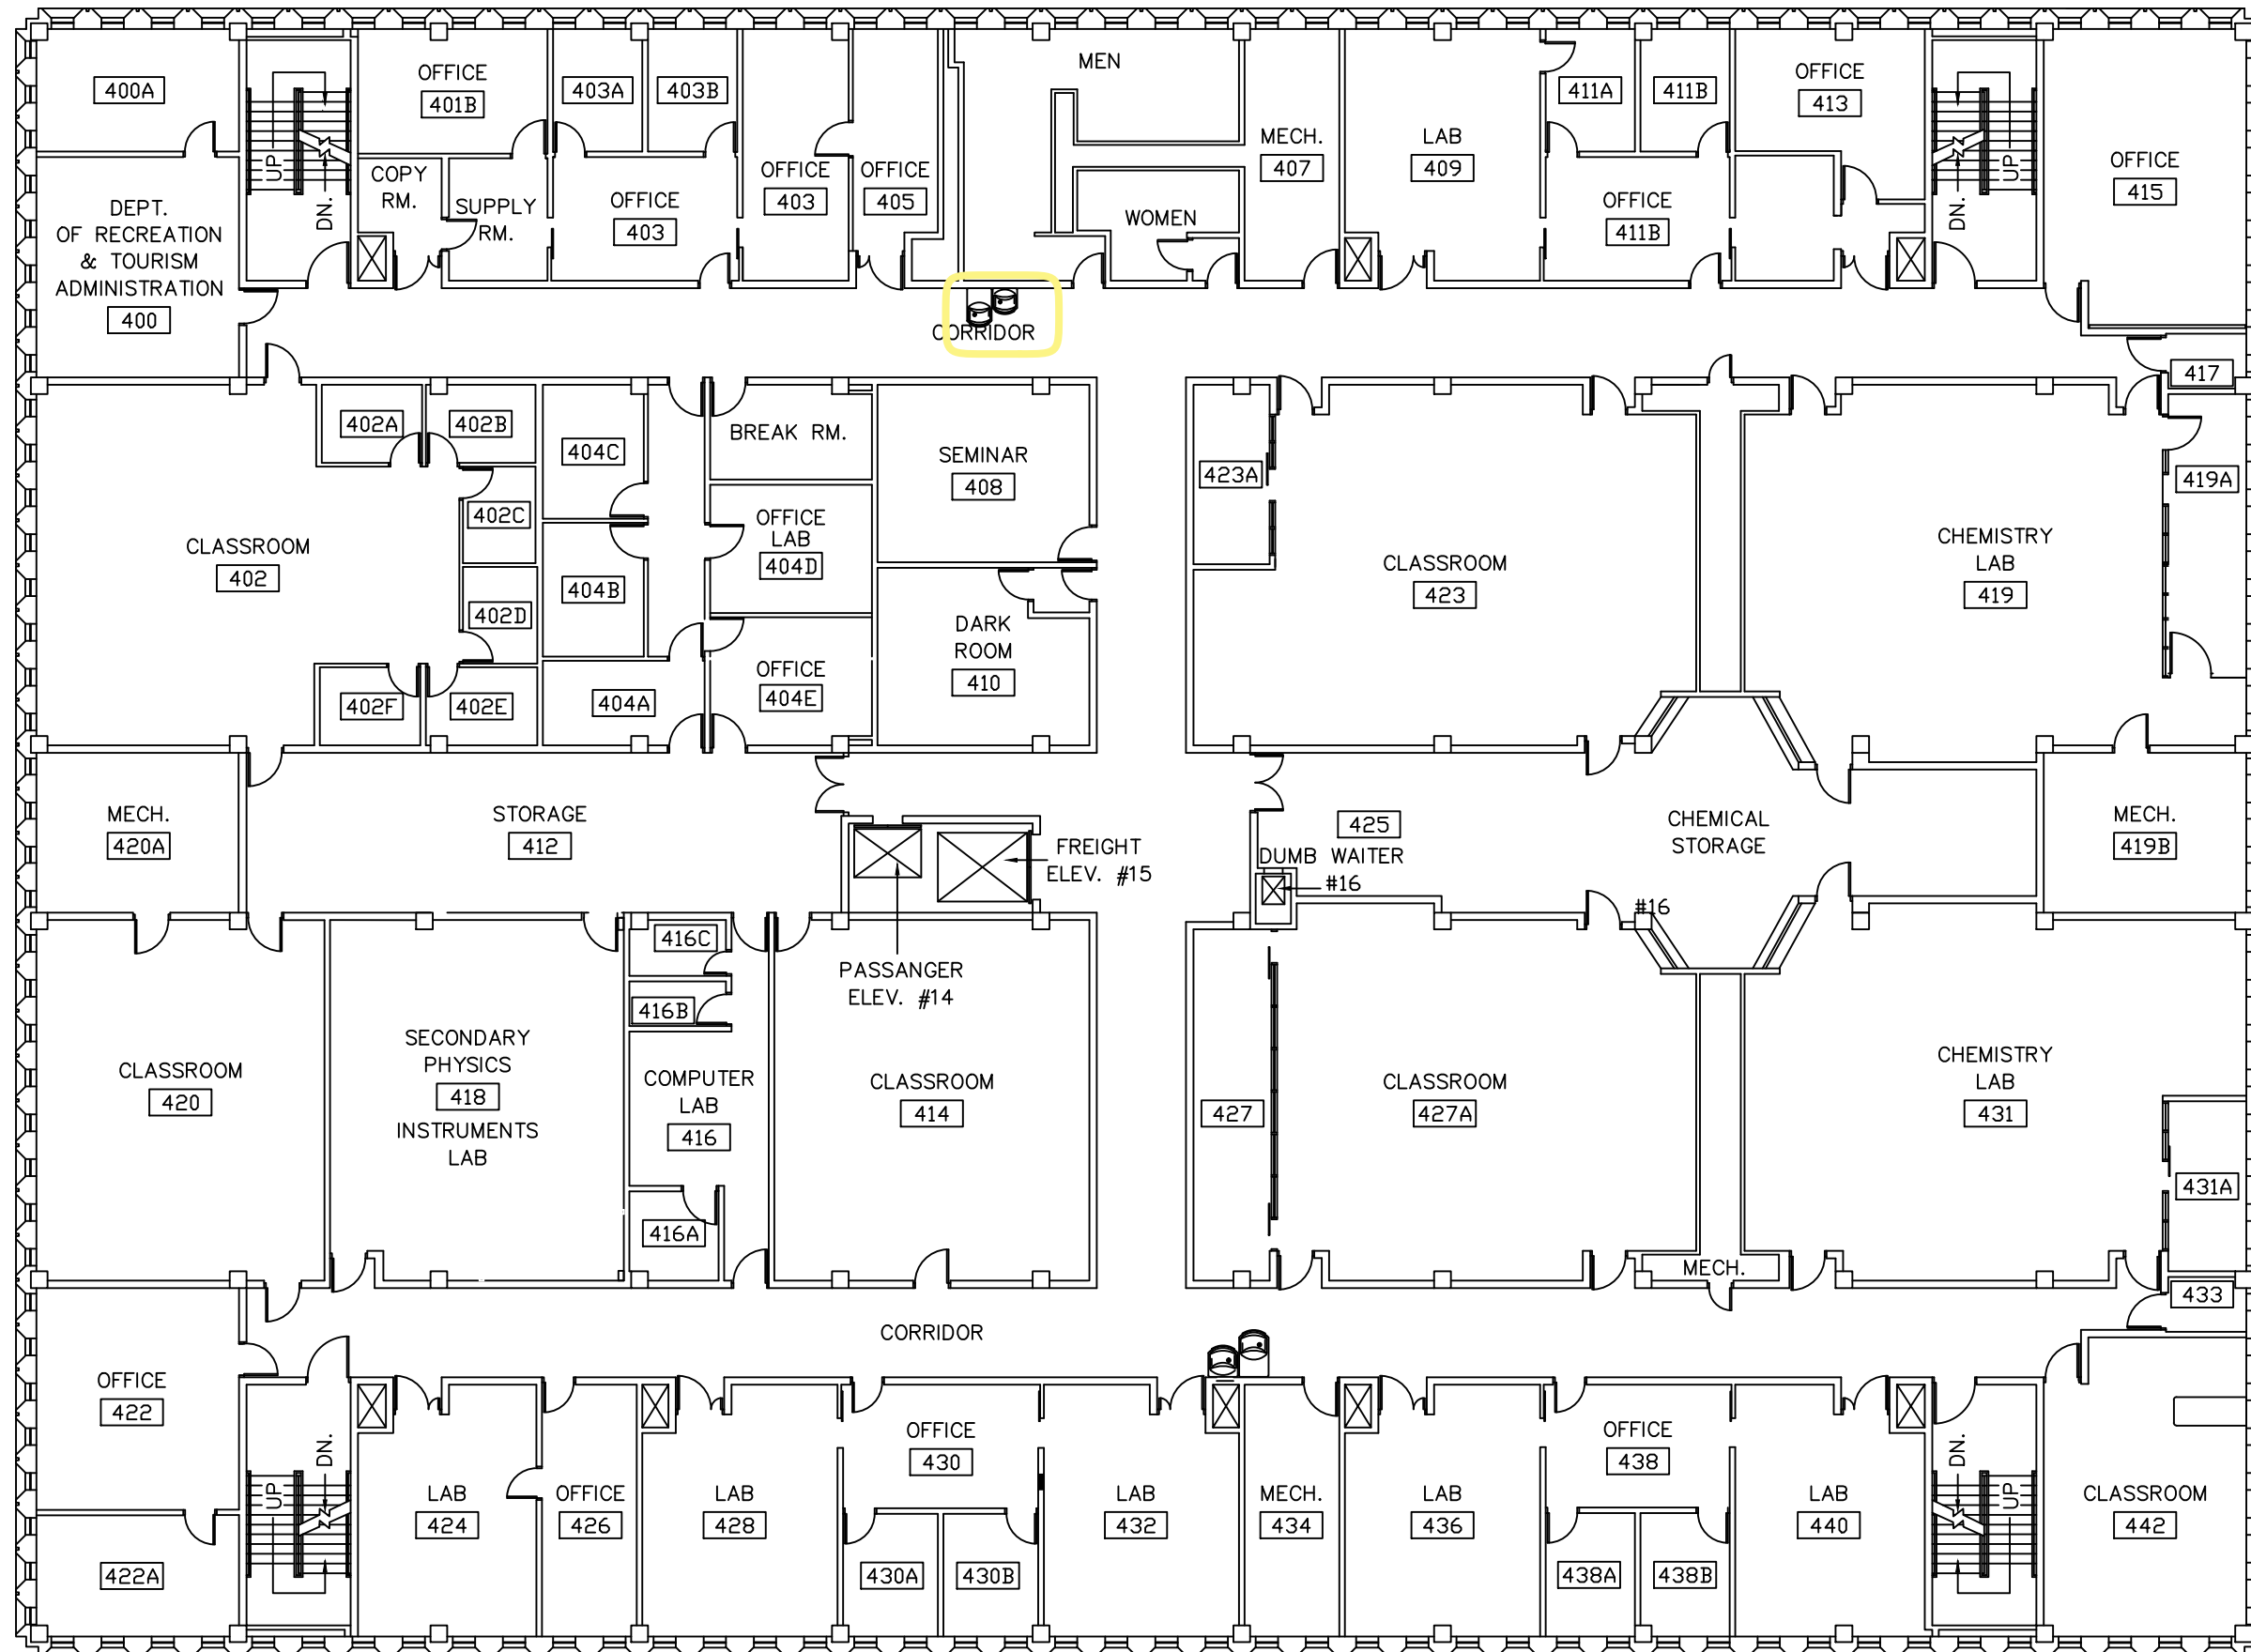 400A
OFFICE
401B
403A
403B
MEN
411A
411B
OFFICE
413
UP
DN.
COPY
RM.
SUPPLY
RM.
OFFICE
403
OFFICE
403
OFFICE
405
WOMEN
MECH.
407
LAB
409
OFFICE
411B
DN.
UP
OFFICE
415
DEPT.
OF RECREATION
& TOURISM
ADMINISTRATION
400
CORRIDOR
417
402A
402B
404C
BREAK RM.
SEMINAR
408
423A
419A
402C
OFFICE
LAB
404D
CLASSROOM
402
404B
402D
CLASSROOM
423
CHEMISTRY
LAB
419
DARK
ROOM
410
OFFICE
404E
402F
402E
404A
MECH.
420A
STORAGE
412
FREIGHT
ELEV. #15
425
DUMB WAITER
#16
CHEMICAL
STORAGE
MECH.
419B
#16
416C
PASSANGER
ELEV. #14
416B
CLASSROOM
420
SECONDARY
PHYSICS
418
INSTRUMENTS
LAB
COMPUTER
LAB
416
CLASSROOM
414
427
CLASSROOM
427A
CHEMISTRY
LAB
431
416A
431A
MECH.
433
CORRIDOR
OFFICE
422
UP
DN.
LAB
424
OFFICE
426
LAB
428
OFFICE
430
LAB
432
MECH.
434
LAB
436
OFFICE
438
LAB
440
DN.
UP
CLASSROOM
442
422A
430A
430B
438A
438B